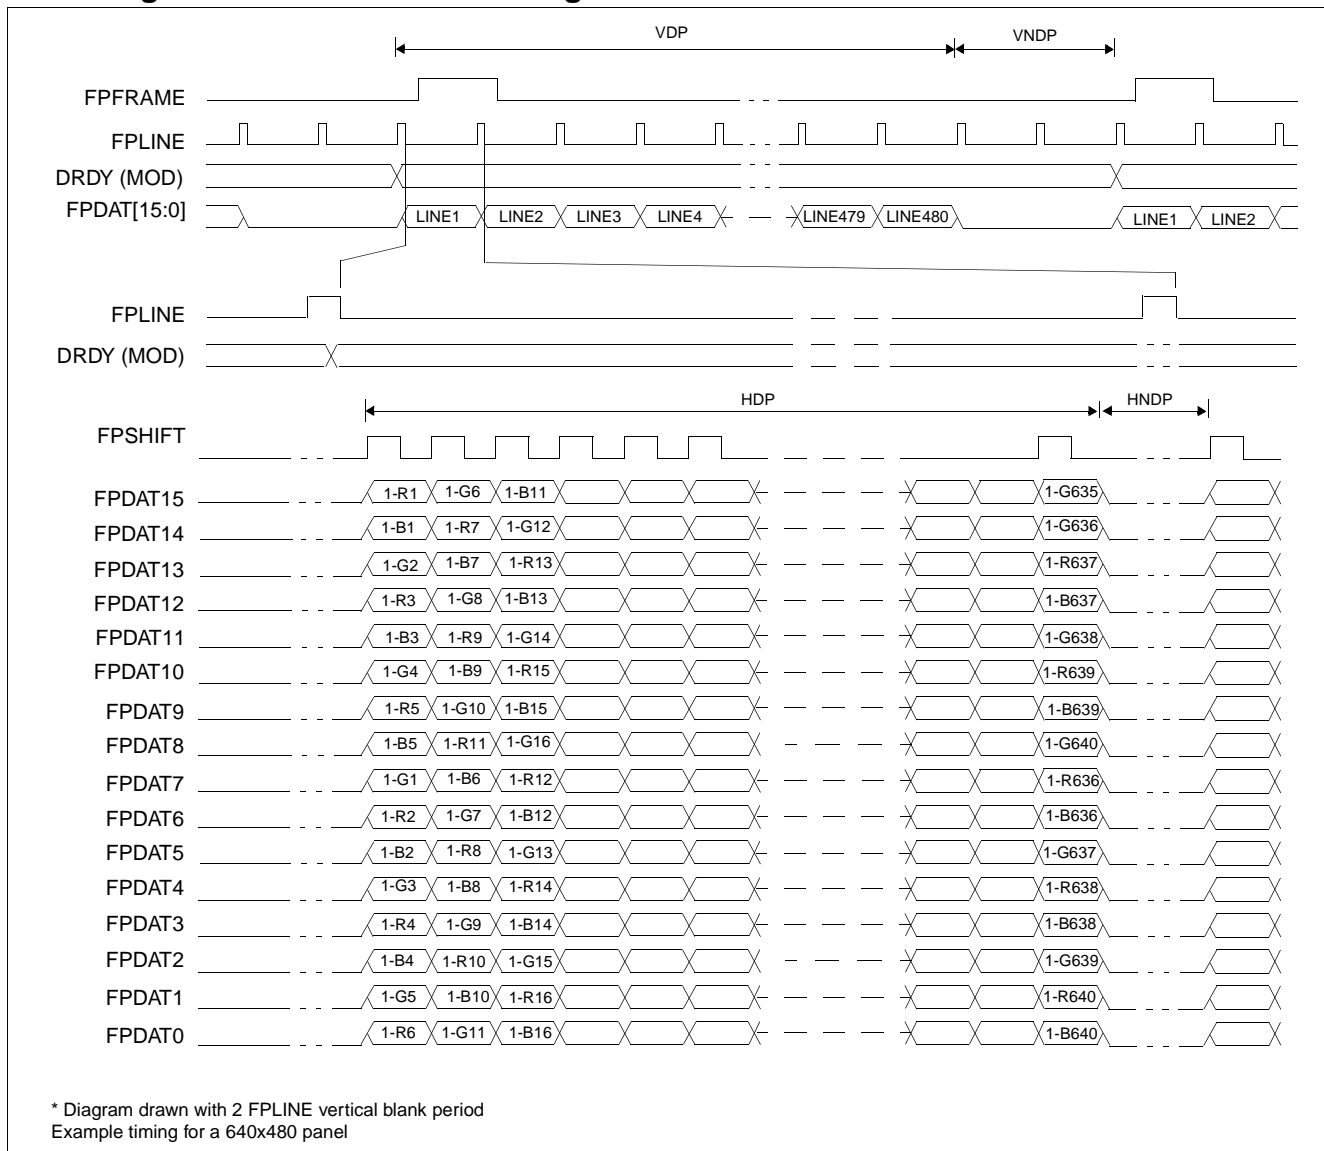 VDP VNDP
FPFRAME
FPLINE
DRDY (MOD)
FPDAT[15:0] LINE1 LINE2 LINE3 LINE4 LINE479 LINE480 LINE1 LINE2
FPLINE
DRDY (MOD)
HDP HNDP
FPSHIFT
FPDAT15 1-R1 1-G6 1-B11 1-G635
FPDAT14 1-B1 1-R7 1-G12 1-G636
FPDAT13 1-G2 1-B7 1-R13 1-R637
FPDAT12 1-R3 1-G8 1-B13 1-B637
FPDAT11 1-B3 1-R9 1-G14 1-G638
FPDAT10 1-G4 1-B9 1-R15 1-R639
FPDAT9 1-R5 1-G10 1-B15 1-B639
FPDAT8 1-B5 1-R11 1-G16 1-G640
FPDAT7 1-G1 1-B6 1-R12 1-R636
FPDAT6 1-R2 1-G7 1-B12 1-B636
FPDAT5 1-B2 1-R8 1-G13 1-G637
FPDAT4 1-G3 1-B8 1-R14 1-R638
FPDAT3 1-R4 1-G9 1-B14 1-B638
FPDAT2 1-B4 1-R10 1-G15 1-G639
FPDAT1 1-G5 1-B10 1-R16 1-R640
FPDAT0 1-R6 1-G11 1-B16 1-B640
* Diagram drawn with 2 FPLINE vertical blank period
Example timing for a 640x480 panel